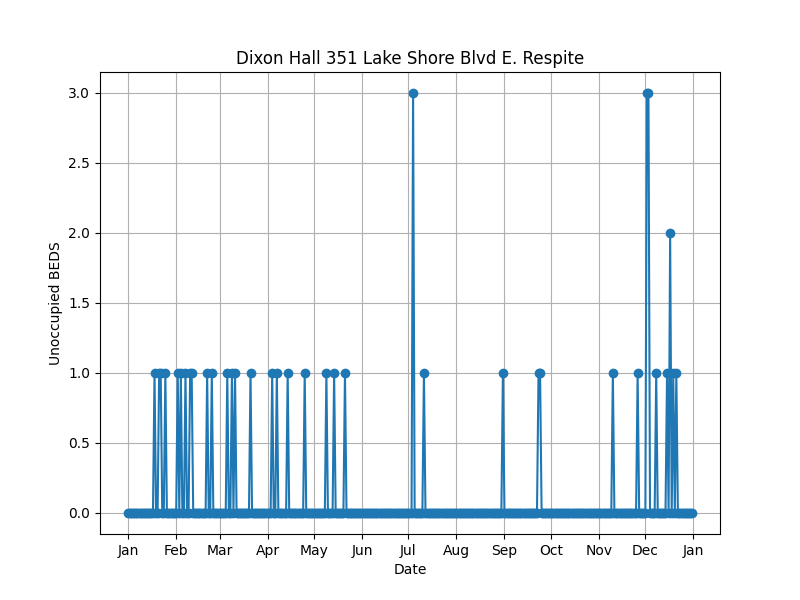 Dixon Hall 351 Lake Shore Blvd E. Respite
3.0
2.5
2.0
1.5
1.0
0.5
0.0
Unoccupied BEDS
Jan Feb Mar Apr May Jun Jul Aug Sep Oct Nov Dec Jan
Date